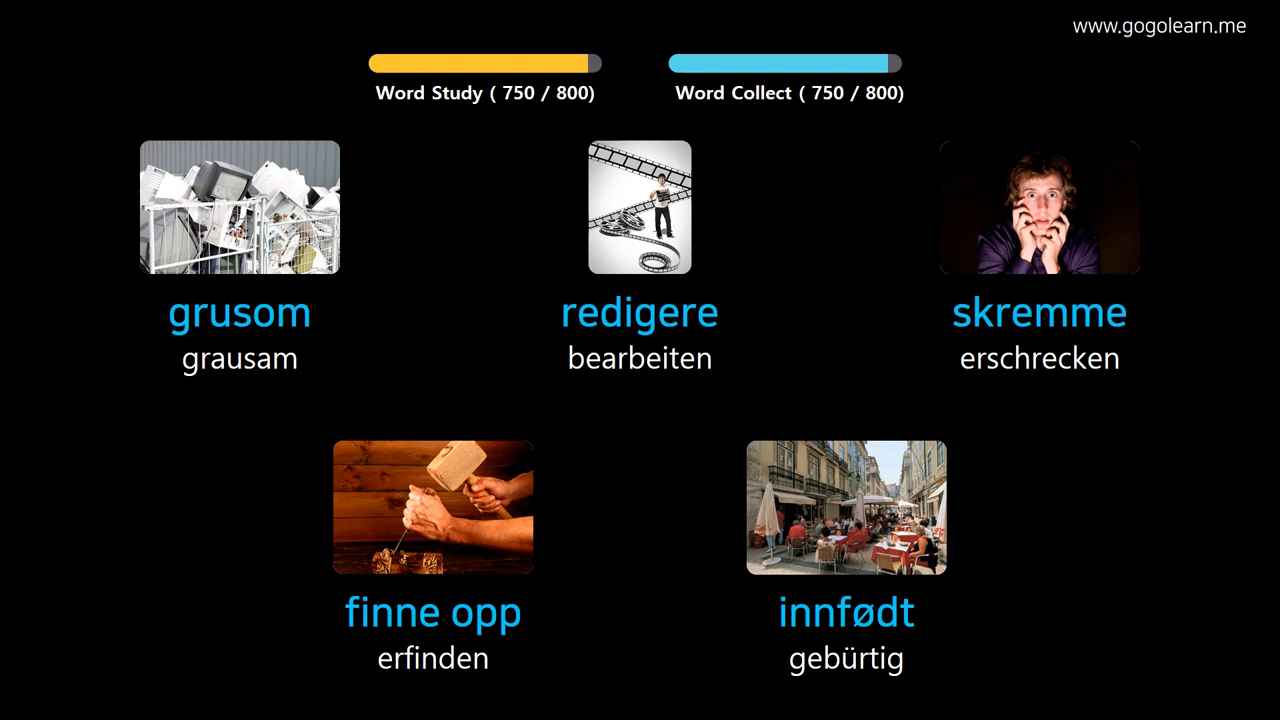 www.gogolearn.me
Word Study ( 750 / 800)
Word Collect ( 750 / 800)
grusom
grausam
redigere
bearbeiten
skremme
erschrecken
finne opp
erfinden
innfødt
gebürtig